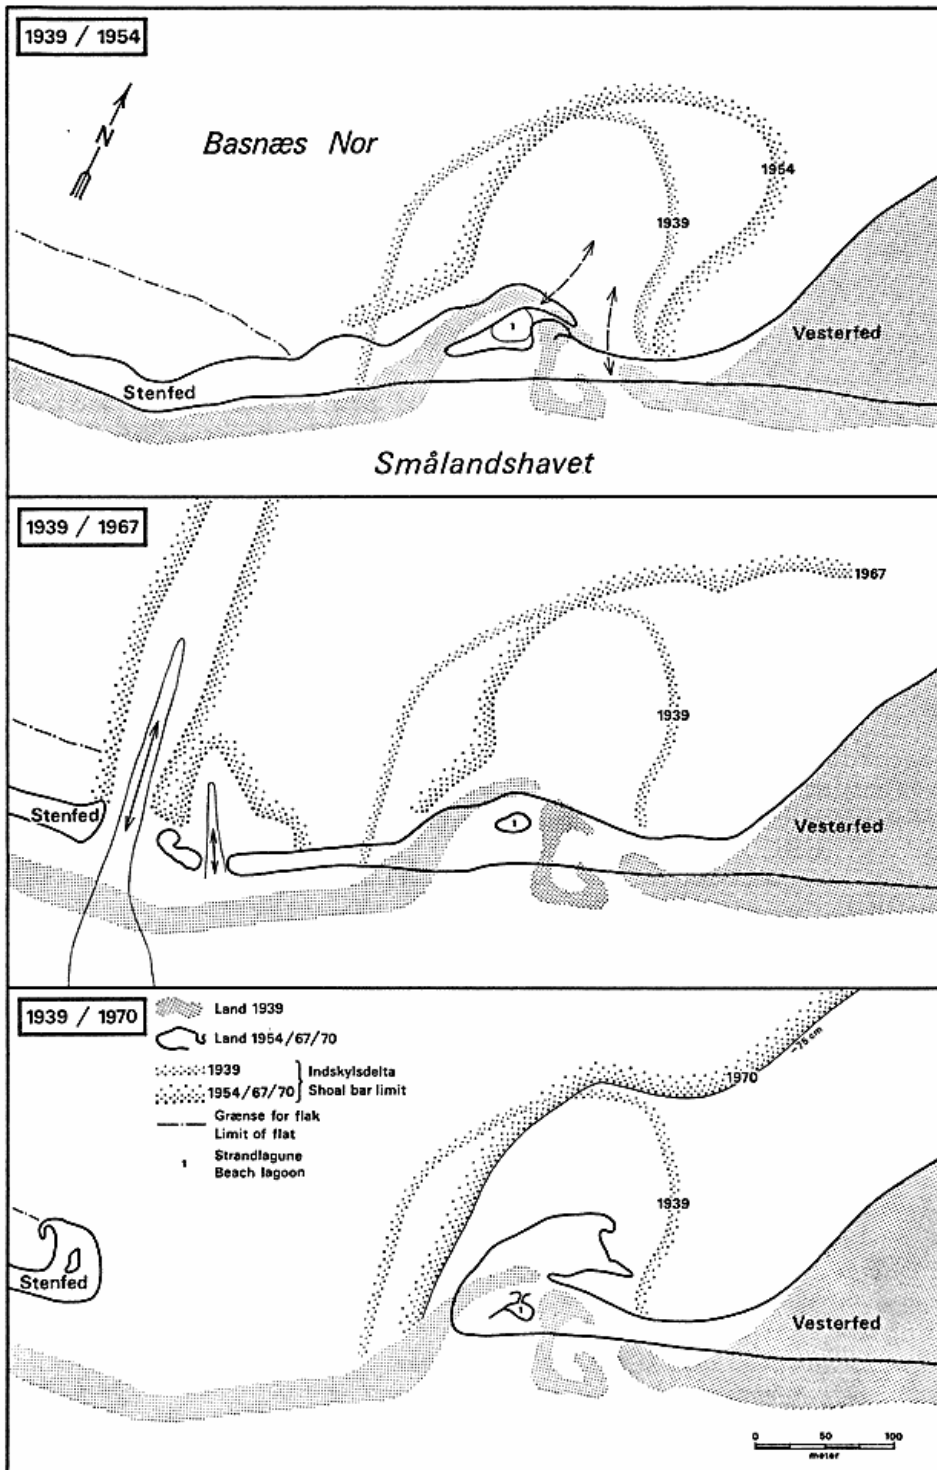 1939 / 1954
N
Basnæs Nor
1954
1939
Vesterfed
1
Stenfed
Smålandshavet
1939 / 1967
1967
1939
Stenfed
1
Vesterfed
1939 / 1970
Land 1939
Land 1954/67/70
1939
1954/67/70
Indskylsdelta
Shoal bar limit
Grænse for flak
Limit of flat
1
Strandlagune
Beach lagoon
-75 cm
1970
1939
Stenfed
1
Vesterfed
0 50 100
meter